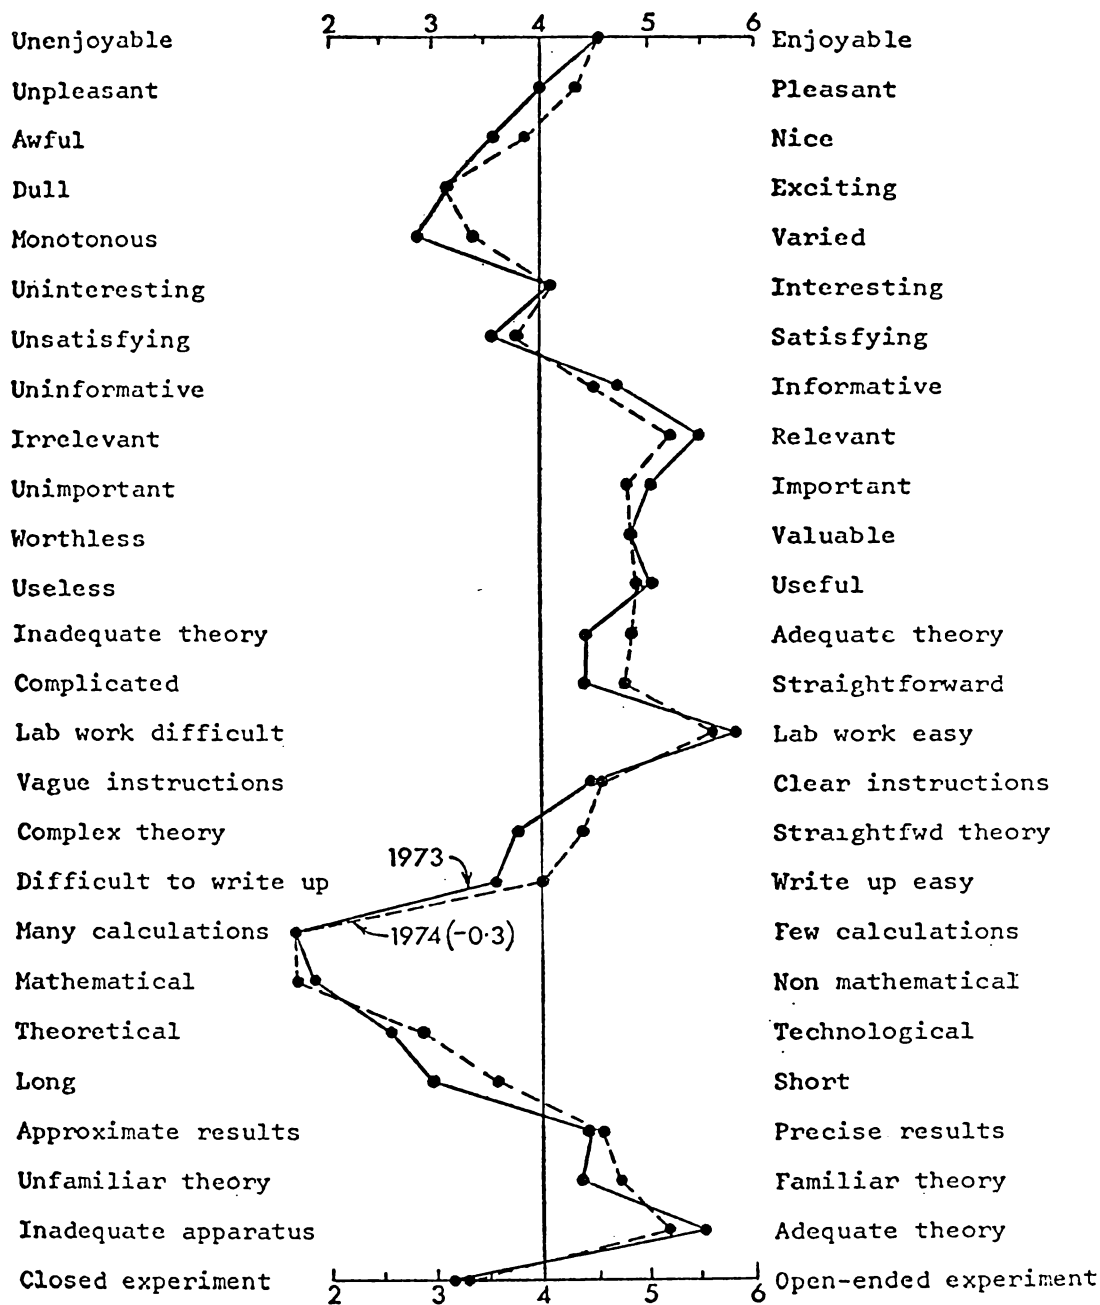 2 3 4 5 6
Unenjoyable Enjoyable
Unpleasant Pleasant
Awful Nice
Dull Exciting
Monotonous Varied
Uninteresting Interesting
Unsatisfying Satisfying
Uninformative Informative
Irrelevant Relevant
Unimportant Important
Worthless Valuable
Useless Useful
Inadequate theory Adequate theory
Complicated Straightforward
Lab work difficult Lab work easy
Vague instructions Clear instructions
Complex theory Straightfwd theory
1973
Difficult to write up Write up easy
Many calculations 1974(-0·3) Few calculations
Mathematical Non mathematical
Theoretical Technological
Long Short
Approximate results Precise results
Unfamiliar theory Familiar theory
Inadequate apparatus Adequate theory
Closed experiment Open-ended experiment
2 3 4 5 6